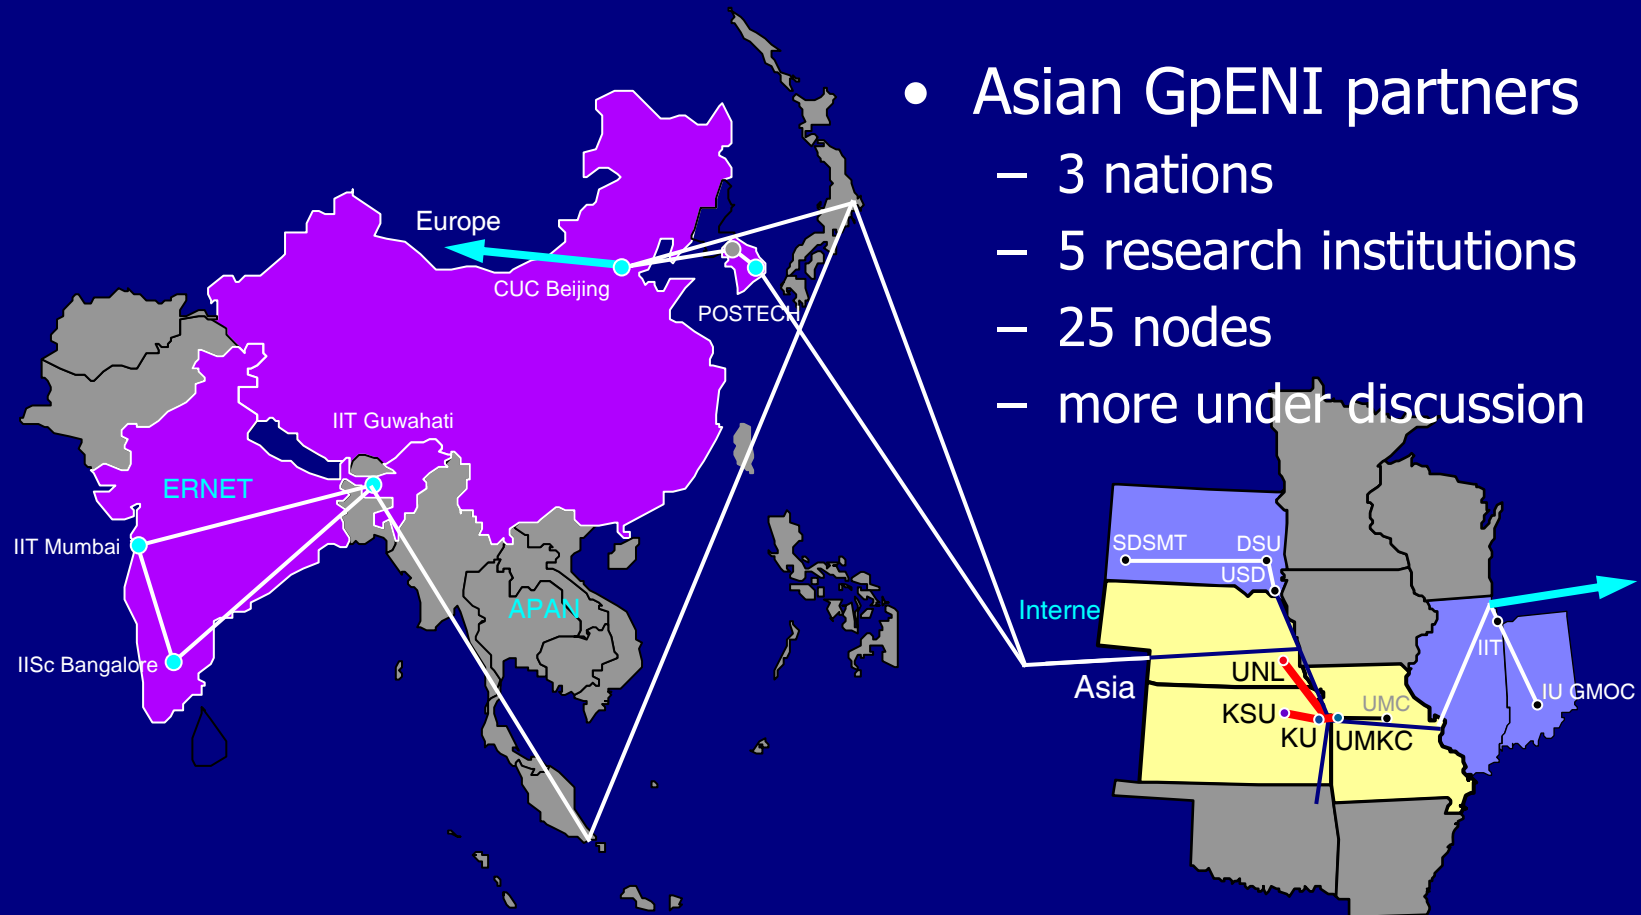 • Asian GpENI partners
– 3 nations
– 5 research institutions
– 25 nodes
– more under discussion
Europe
CUC Beijing
POSTECH
IIT Guwahati
ERNET
IIT Mumbai
IISc Bangalore
APAN
SDSMT
DSU
USD
Interne
Asia
UNL
KSU
KU
UMKC
UMC
IIT
IU GMOC